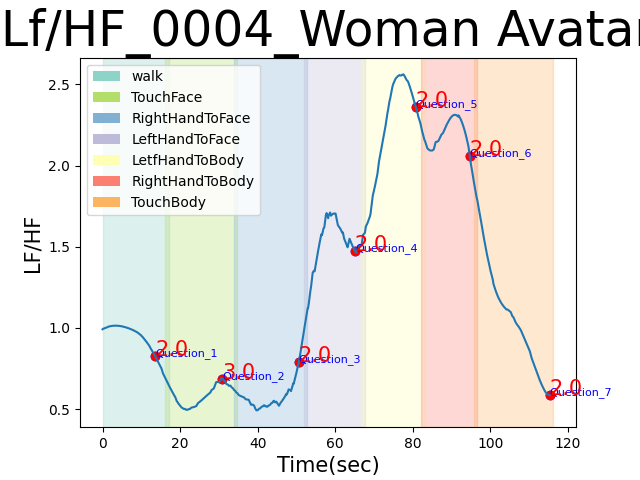 Lf/HF_0004_Woman Avatar
walk
TouchFace
RightHandToFace
LeftHandToFace
LetfHandToBody
RightHandToBody
TouchBody
2.0
Question_5
2.0
Question_6
2.0
Question_4
2.0
Question_1
3.0
Question_2
2.0
Question_3
2.0
Question_7
LF/HF
2.5
2.0
1.5
1.0
0.5
0
20
40
60
80
100
120
Time(sec)